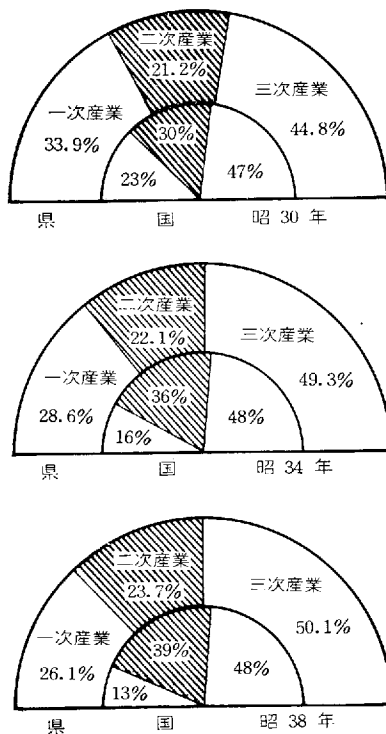 二次産業
21.2%
一次産業
33.9%
三次産業
44.8%
30%
23%
47%
県 国 昭 30 年
二次産業
22.1%
一次産業
28.6%
三次産業
49.3%
36%
16%
48%
県 国 昭 34 年
二次産業
23.7%
一次産業
26.1%
三次産業
50.1%
39%
13%
48%
県 国 昭 38 年